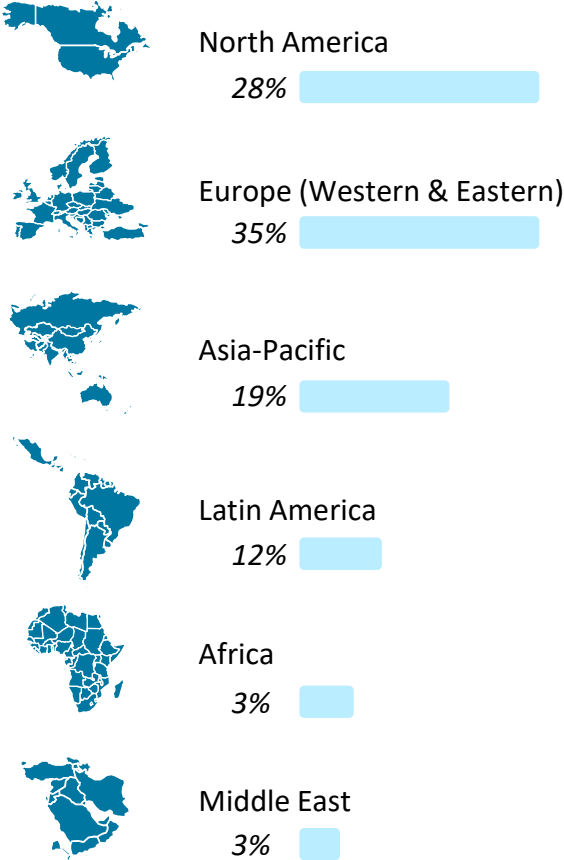 North America
28%
Europe (Western & Eastern)
35%
Asia-Pacific
19%
Latin America
12%
Africa
3%
Middle East
3%